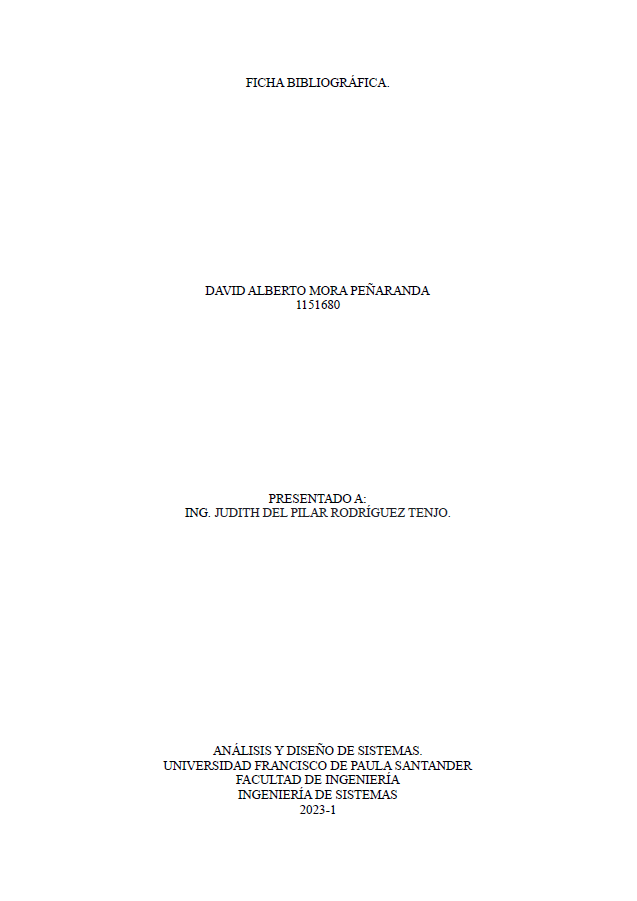 FICHA BIBLIOGRÁFICA.
DAVID ALBERTO MORA PEÑARANDA
1151680
PRESENTADO A:
ING. JUDITH DEL PILAR RODRÍGUEZ TENJO.
ANÁLISIS Y DISEÑO DE SISTEMAS.
UNIVERSIDAD FRANCISCO DE PAULA SANTANDER
FACULTAD DE INGENIERÍA
INGENIERÍA DE SISTEMAS
2023-1